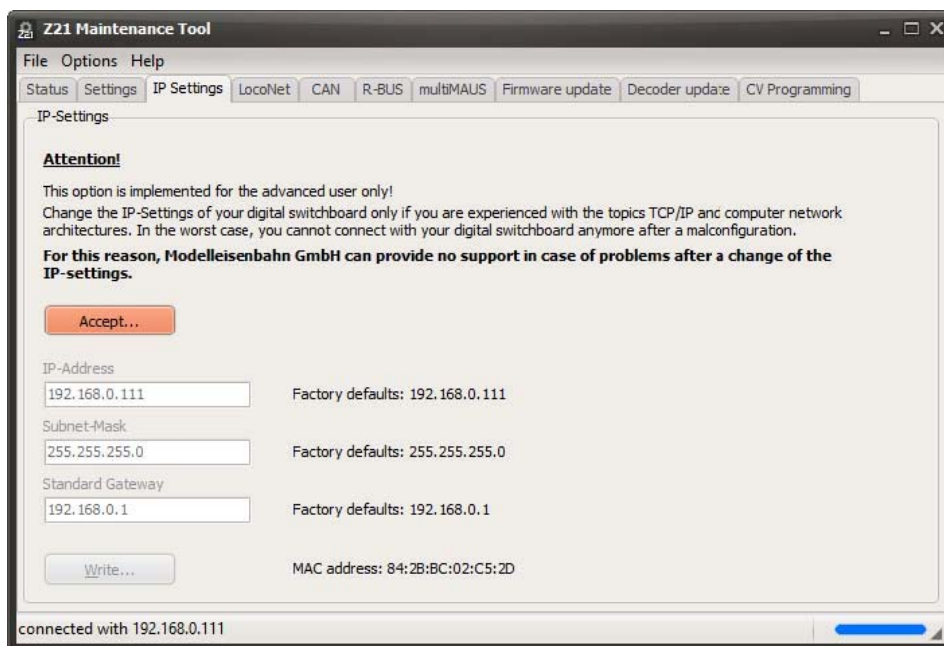 Z21 Maintenance Tool
File Options Help
Status Settings IP Settings LocoNet CAN R-BUS multiMAUS Firmware update Decoder update CV Programming
IP-Settings
Attention!
This option is implemented for the advanced user only!
Change the IP-Settings of your digital switchboard only if you are experienced with the topics TCP/IP and computer network
architectures. In the worst case, you cannot connect with your digital switchboard anymore after a malconfiguration.
For this reason, Modelleisenbahn GmbH can provide no support in case of problems after a change of the
IP-settings.
Accept...
IP-Address
192.168.0.111 Factory defaults: 192.168.0.111
Subnet-Mask
255.255.255.0 Factory defaults: 255.255.255.0
Standard Gateway
192.168.0.1 Factory defaults: 192.168.0.1
Write... MAC address: 84:2B:BC:02:C5:2D
connected with 192.168.0.111